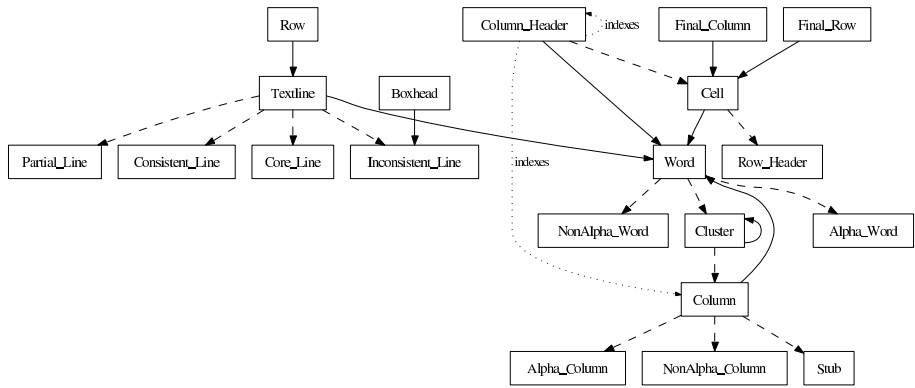 Row
Column_Header
indexes
Final_Column
Final_Row
Textline
Boxhead
Cell
Partial_Line
Consistent_Line
Core_Line
Inconsistent_Line
indexes
Word
Row_Header
NonAlpha_Word
Cluster
Alpha_Word
Column
Alpha_Column
NonAlpha_Column
Stub